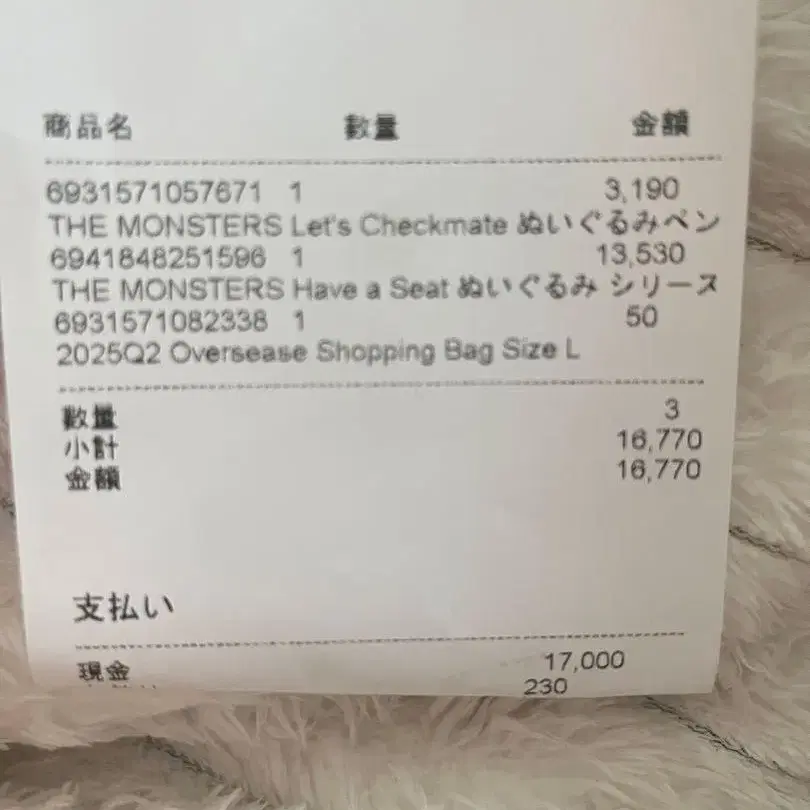 商品名 數量 金額
6931571057671 1 3,190
THE MONSTERS Let's Checkmate ぬいぐるみペン
6941848251596 1 13,530
THE MONSTERS Have a Seat ぬいぐるみ シリース
6931571082338 1 50
2025Q2 Oversease Shopping Bag Size L
數量 3
小計 16,770
金額 16,770
支払い
現金 17,000
230